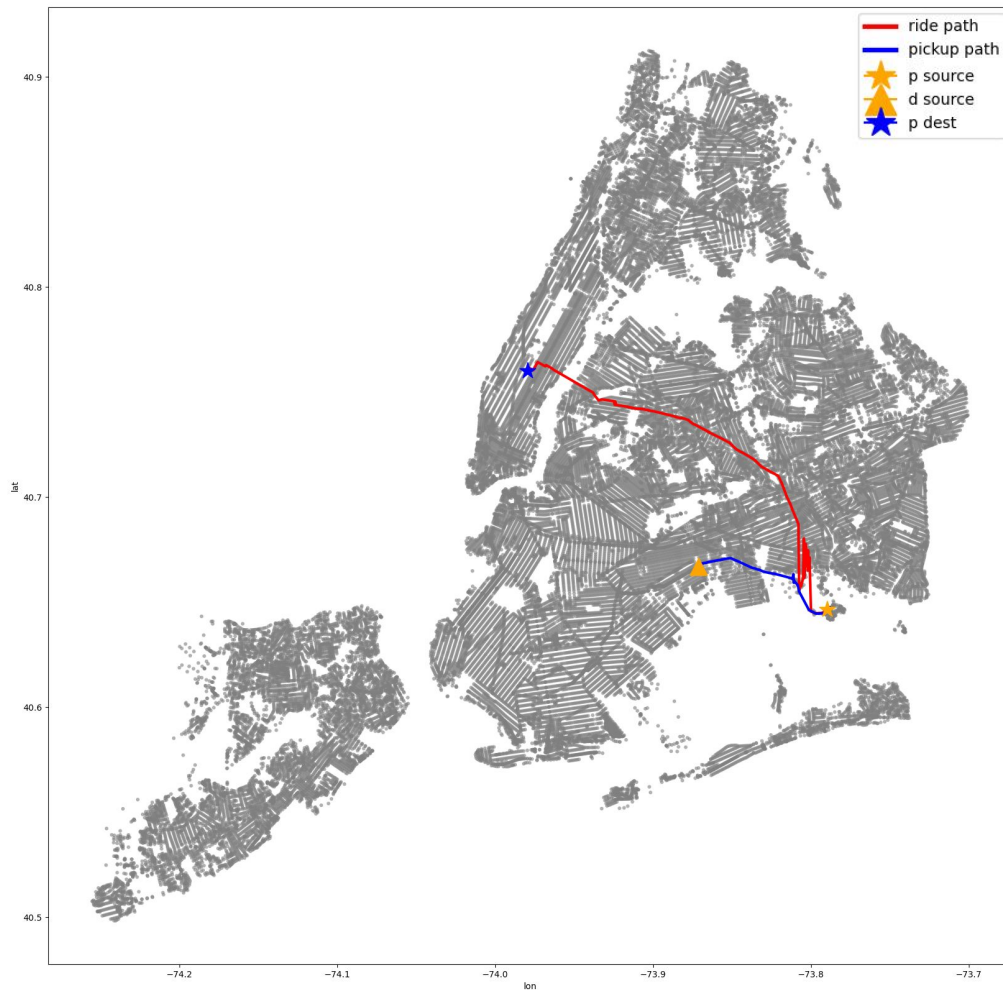 ride path
pickup path
p source
d source
p dest
40.9
40.8
40.7
40.6
40.5
lat
−74.2
−74.1
−74.0
−73.9
−73.8
−73.7
lon